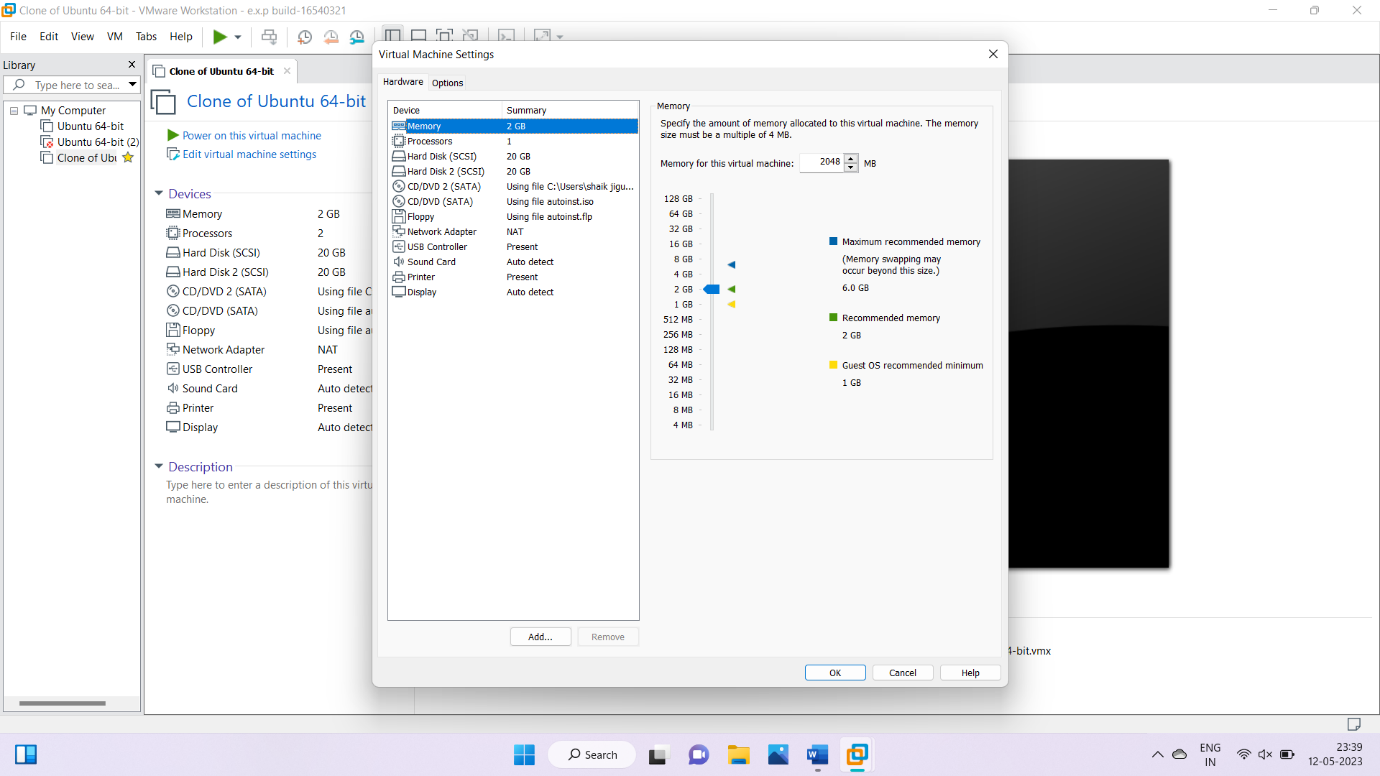 Clone of Ubuntu 64-bit - VMware Workstation - e.x.p build-16540321
File Edit View VM Tabs Help
Library
Type here to sea...
My Computer
Ubuntu 64-bit
Ubuntu 64-bit (2)
Clone of Ubu
Clone of Ubuntu 64-bit
Clone of Ubuntu 64-bit
Power on this virtual machine
Edit virtual machine settings
Devices
Memory 2 GB
Processors 2
Hard Disk (SCSI) 20 GB
Hard Disk 2 (SCSI) 20 GB
CD/DVD 2 (SATA) Using file C
CD/DVD (SATA) Using file a
Floppy Using file a
Network Adapter NAT
USB Controller Present
Sound Card Auto detect
Printer Present
Display Auto detect
Description
Type here to enter a description of this virtu
machine.
Virtual Machine Settings
Hardware Options
Device Summary
Memory 2 GB
Processors 1
Hard Disk (SCSI) 20 GB
Hard Disk 2 (SCSI) 20 GB
CD/DVD 2 (SATA) Using file C:\Users\shaik jigu...
CD/DVD (SATA) Using file autoinst.iso
Floppy Using file autoinst.flp
Network Adapter NAT
USB Controller Present
Sound Card Auto detect
Printer Present
Display Auto detect
Add... Remove
Memory
Specify the amount of memory allocated to this virtual machine. The memory
size must be a multiple of 4 MB.
Memory for this virtual machine: 2048 MB
128 GB
64 GB
32 GB
16 GB
8 GB
4 GB
2 GB
1 GB
512 MB
256 MB
128 MB
64 MB
32 MB
16 MB
8 MB
4 MB
Maximum recommended memory
(Memory swapping may
occur beyond this size.)
6.0 GB
Recommended memory
2 GB
Guest OS recommended minimum
1 GB
OK Cancel Help
4-bit.vmx
Search
ENG
IN
23:39
12-05-2023